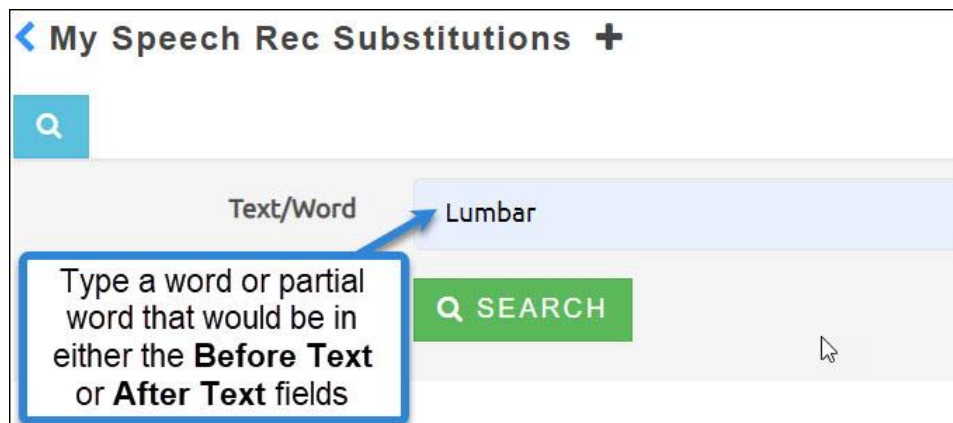 My Speech Rec Substitutions +
Text/Word
Lumbar
Type a word or partial
word that would be in
either the Before Text
or After Text fields
SEARCH